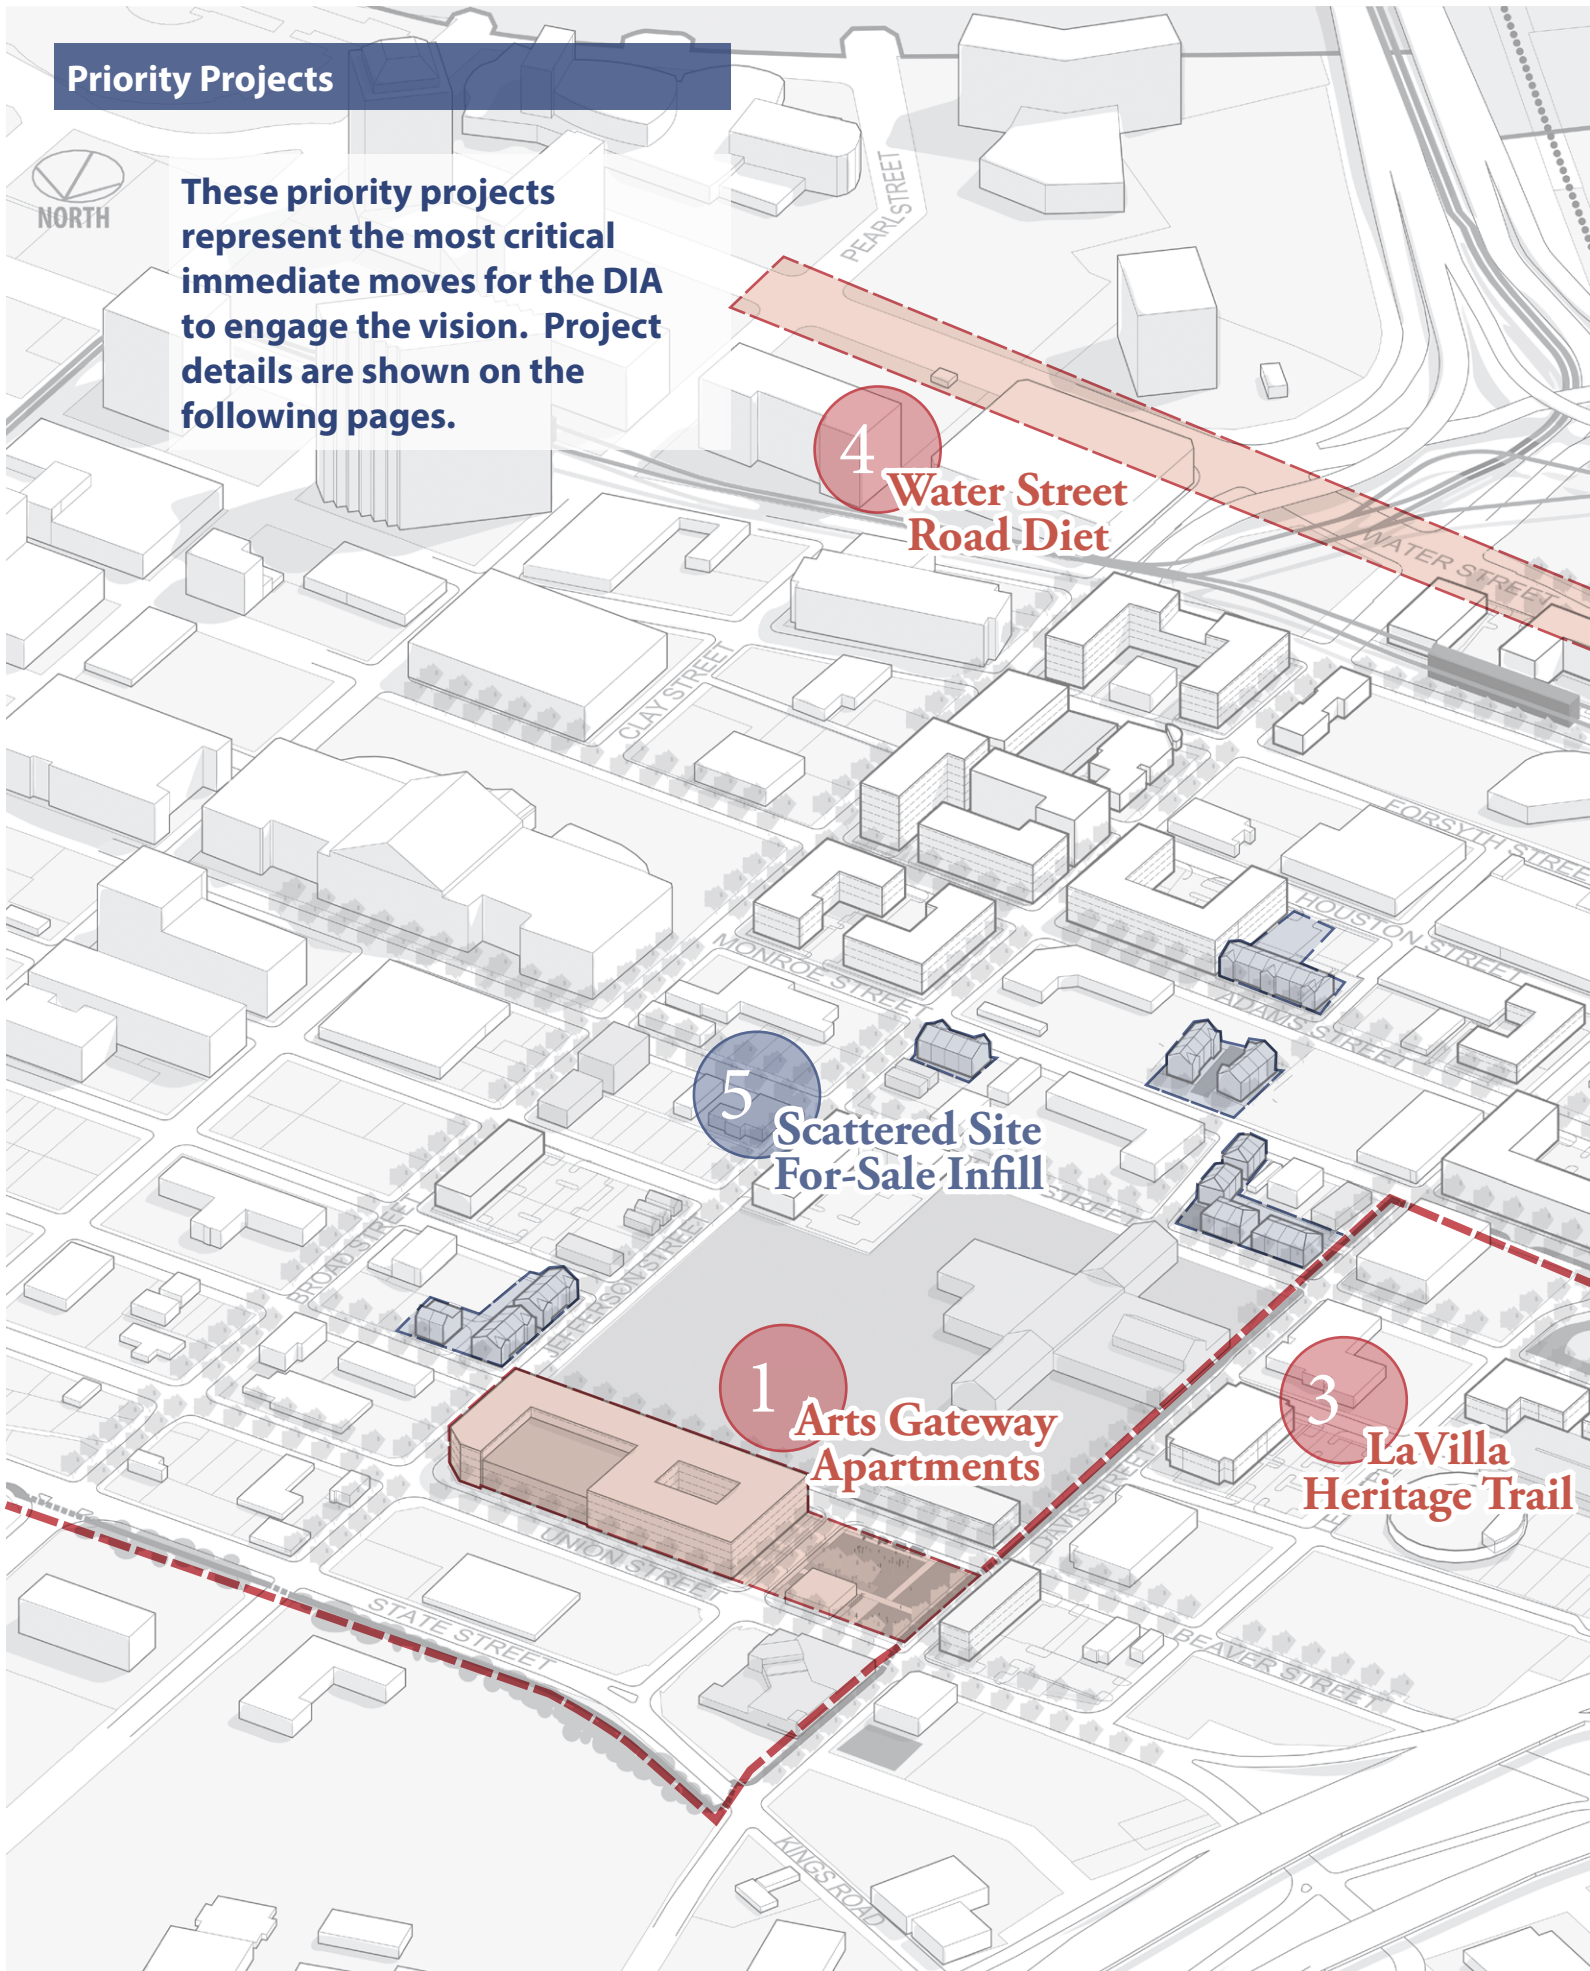 Priority Projects
NORTH
These priority projects
represent the most critical
immediate moves for the DIA
to engage the vision.  Project
details are shown on the
following pages.
PEARL STREET
4
Water Street
Road Diet
WATER STREET
CLAY STREET
FORSYTH STREET
HOUSTON STREET
MONROE STREET
ADAMS STREET
5
Scattered Site
For-Sale Infill
STREET
BROAD STREET
JEFFERSON STREET
1
Arts Gateway
Apartments
3
LaVilla
Heritage Trail
DAVIS STREET
UNION STREET
STATE STREET
BEAVER STREET
KINGS ROAD